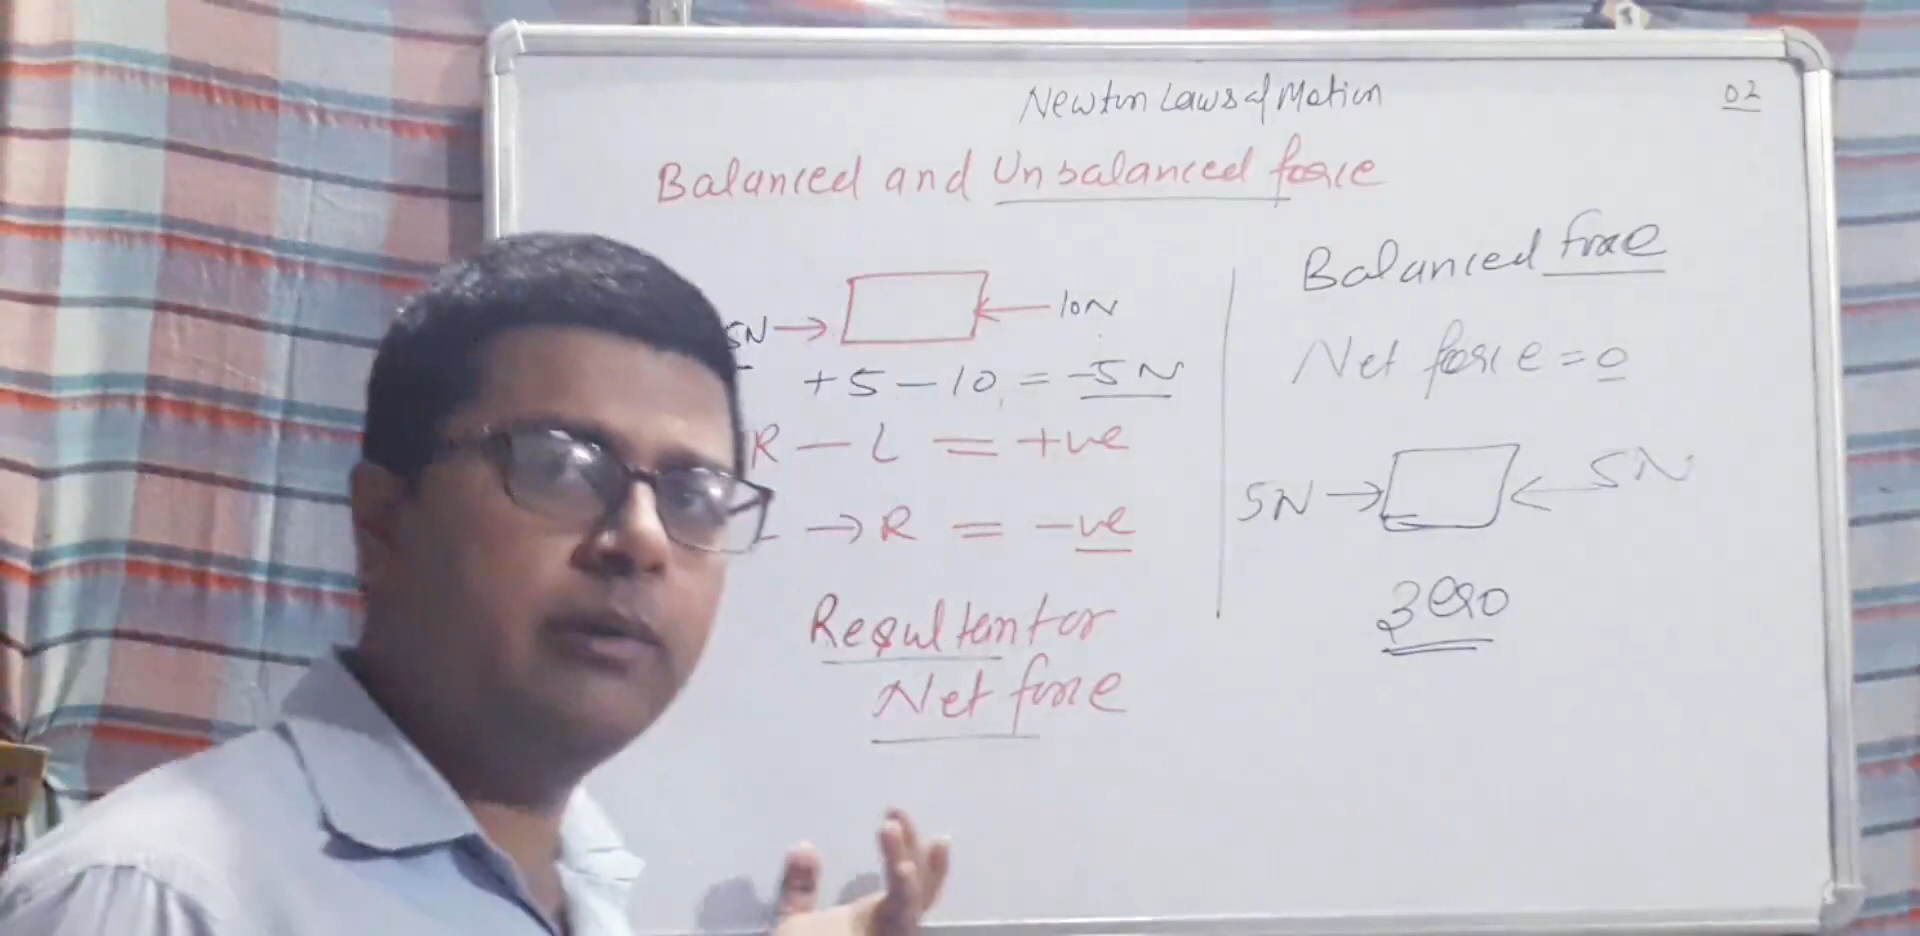 Newton Laws of Motion
02
Balanced and Unbalanced force
5N → ← 10N
+5 - 10 = -5N
R - L = +ve
L → R = -ve
Resultant or
Net force
Balanced force
Net force = 0
5N → ← 5N
zero